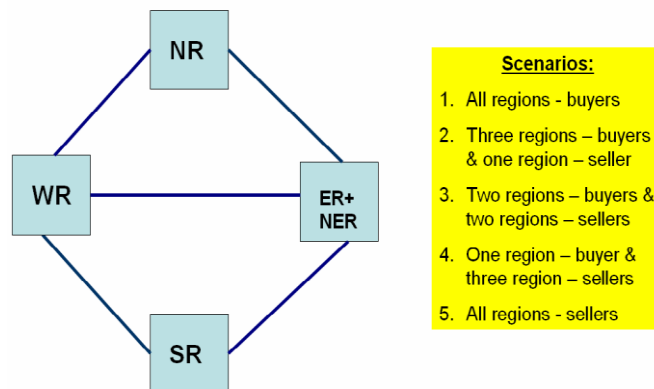 NR
WR
ER+
NER
SR
Scenarios:
1. All regions - buyers
2. Three regions – buyers
& one region – seller
3. Two regions – buyers &
two regions – sellers
4. One region – buyer &
three region – sellers
5. All regions - sellers